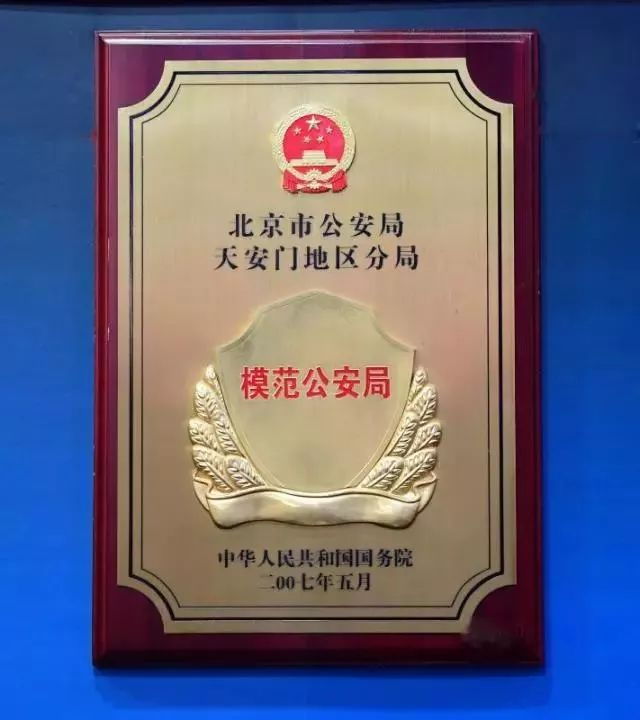 北京市公安局
天安门地区分局
模范公安局
中华人民共和国国务院
二00七年五月